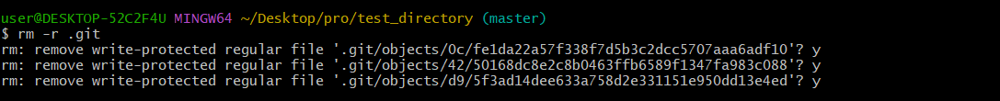 user@DESKTOP-52C2F4U MINGW64 ~/Desktop/pro/test_directory (master)
$ rm -r .git
rm: remove write-protected regular file '.git/objects/0c/fe1da22a57f338f7d5b3c2dcc5707aaa6adf10'? y
rm: remove write-protected regular file '.git/objects/42/50168dc8e2c8b0463ffb6589f1347fa983c088'? y
rm: remove write-protected regular file '.git/objects/d9/5f3ad14dee633a758d2e331151e950dd13e4ed'? y